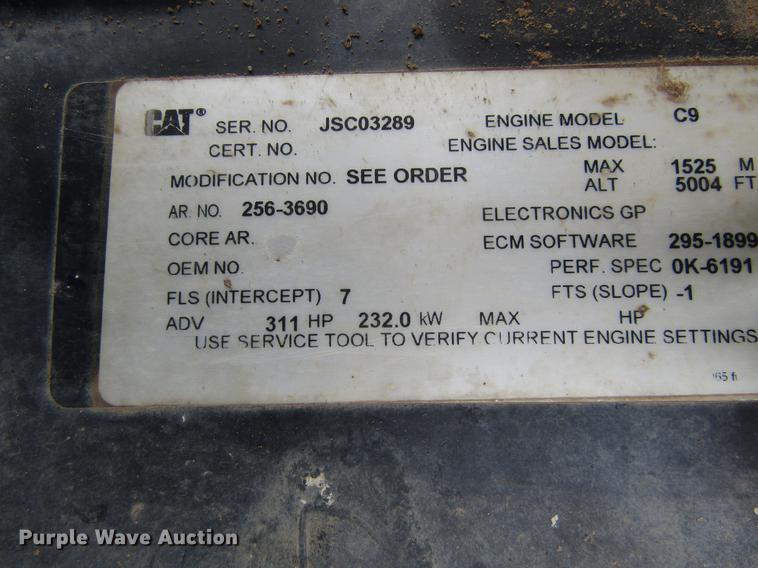 CAT® SER. NO. JSC03289 ENGINE MODEL C9
CERT. NO. ENGINE SALES MODEL:
MODIFICATION NO. SEE ORDER MAX 1525 M
ALT 5004 FT
AR. NO. 256-3690 ELECTRONICS GP
CORE AR. ECM SOFTWARE 295-1899
OEM NO. PERF. SPEC 0K-6191
FLS (INTERCEPT) 7 FTS (SLOPE) -1
ADV 311 HP 232.0 kW MAX HP
USE SERVICE TOOL TO VERIFY CURRENT ENGINE SETTINGS
Purple Wave Auction